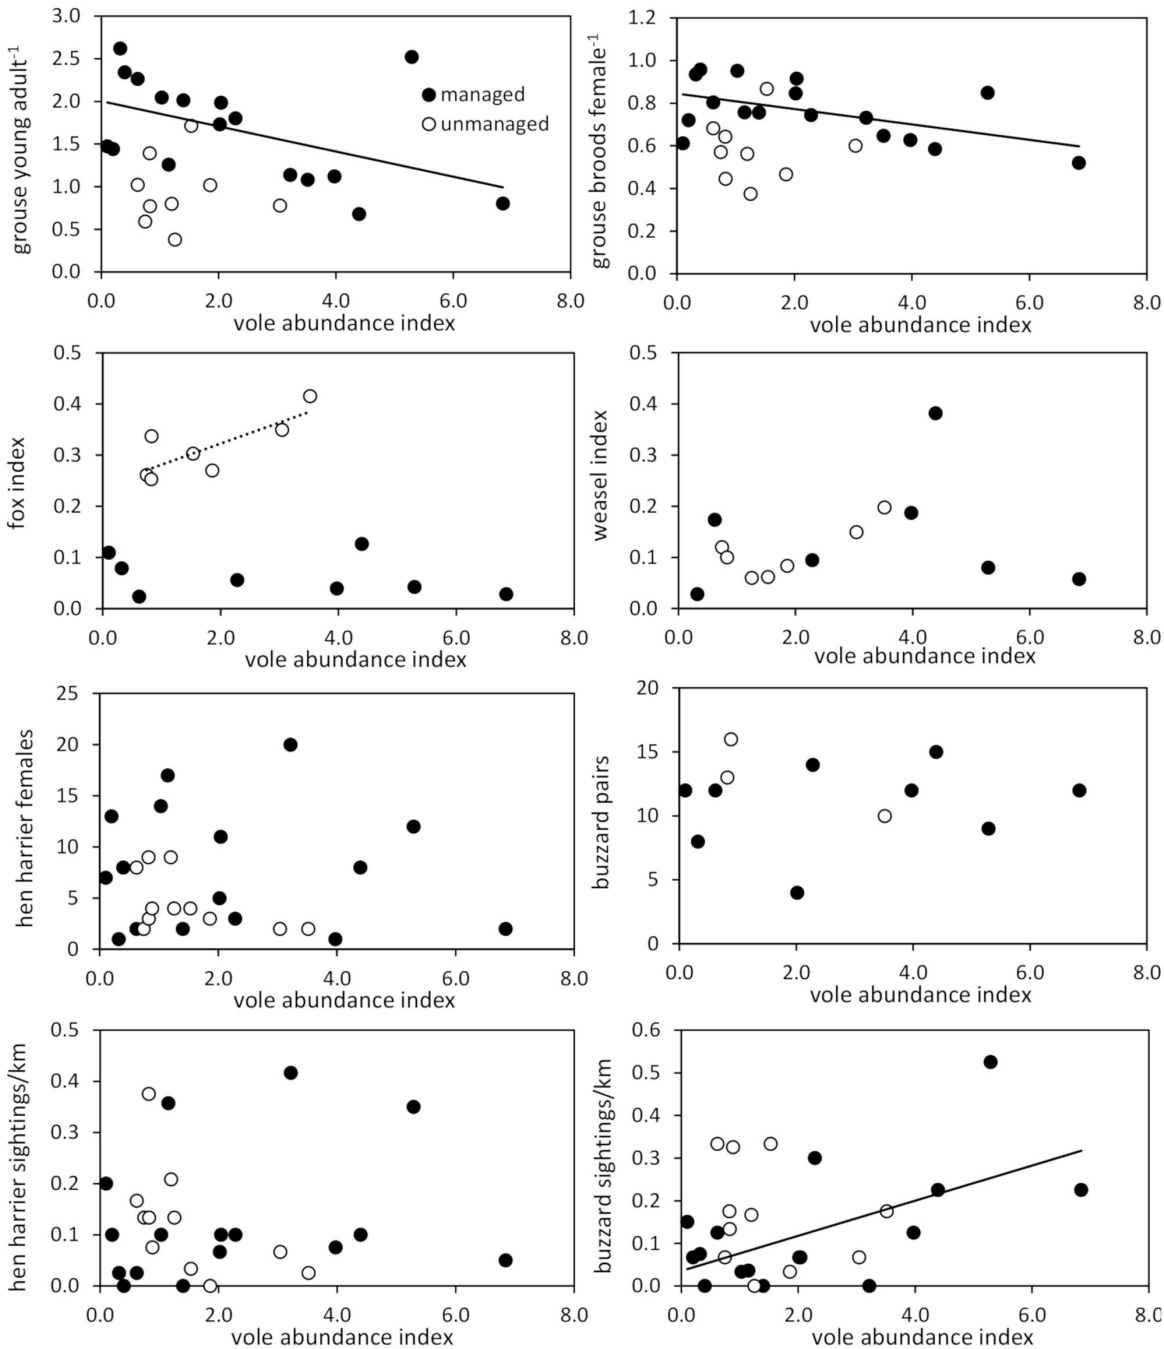 grouse young adult⁻¹
3.0
2.5
2.0
1.5
1.0
0.5
0.0
managed
unmanaged
0.0 2.0 4.0 6.0 8.0
vole abundance index
grouse broods female⁻¹
1.2
1.0
0.8
0.6
0.4
0.2
0.0
0.0 2.0 4.0 6.0 8.0
vole abundance index
fox index
0.5
0.4
0.3
0.2
0.1
0.0
0.0 2.0 4.0 6.0 8.0
vole abundance index
weasel index
0.5
0.4
0.3
0.2
0.1
0.0
0.0 2.0 4.0 6.0 8.0
vole abundance index
hen harrier females
25
20
15
10
5
0
0.0 2.0 4.0 6.0 8.0
vole abundance index
buzzard pairs
20
15
10
5
0
0.0 2.0 4.0 6.0 8.0
vole abundance index
hen harrier sightings/km
0.5
0.4
0.3
0.2
0.1
0.0
0.0 2.0 4.0 6.0 8.0
vole abundance index
buzzard sightings/km
0.6
0.5
0.4
0.3
0.2
0.1
0.0
0.0 2.0 4.0 6.0 8.0
vole abundance index